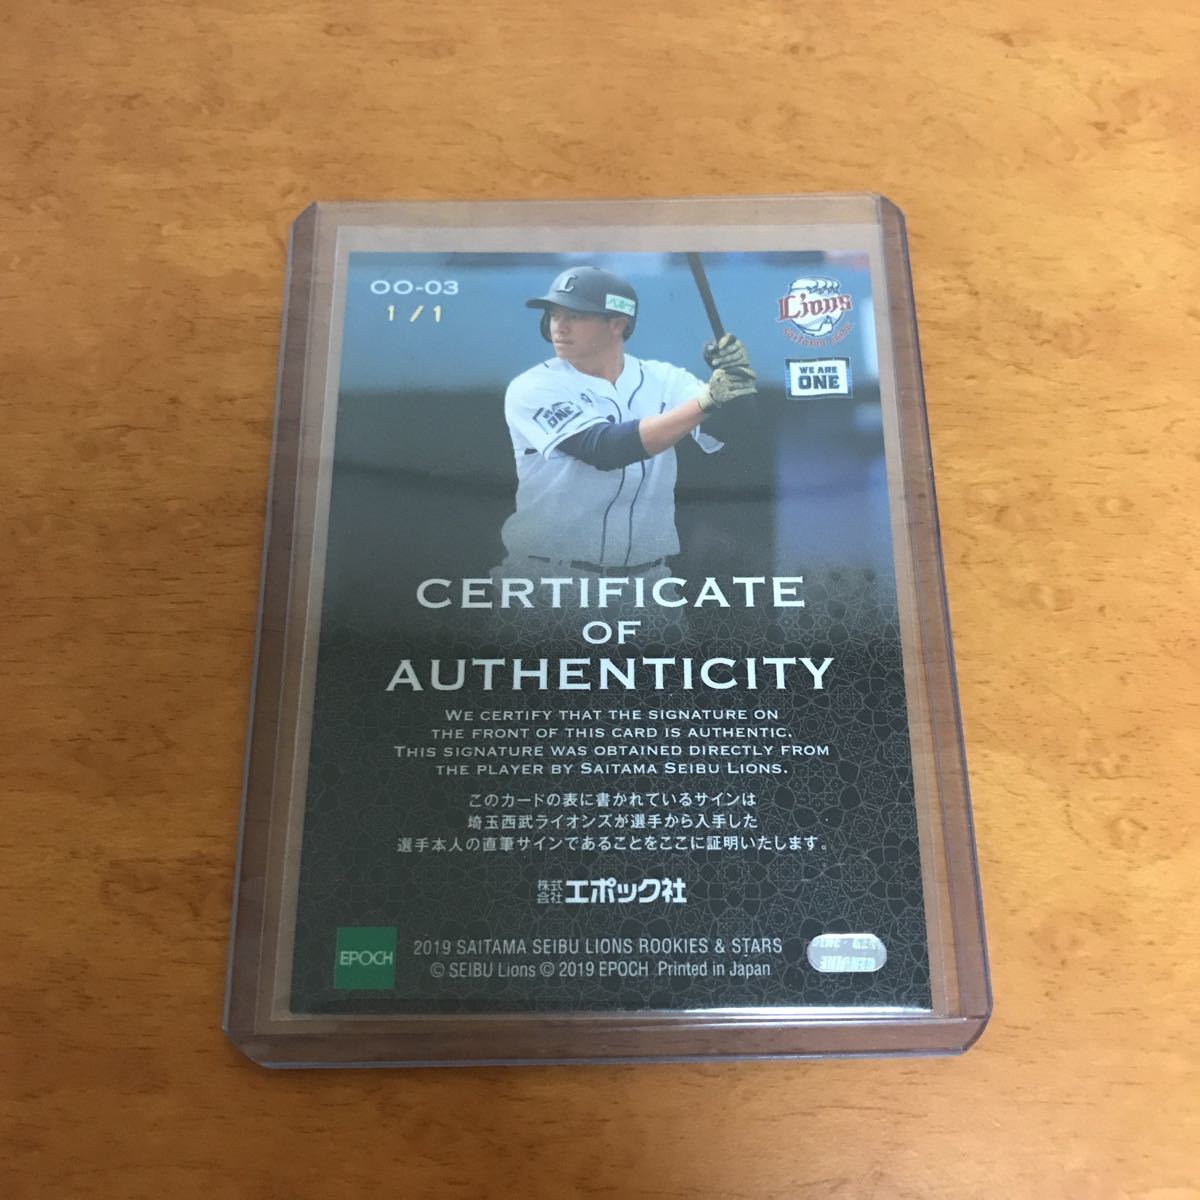 OO-03
1/1
Lions
WE ARE
ONE
WE ARE
ONE
CERTIFICATE
OF
AUTHENTICITY
WE CERTIFY THAT THE SIGNATURE ON
THE FRONT OF THIS CARD IS AUTHENTIC.
THIS SIGNATURE WAS OBTAINED DIRECTLY FROM
THE PLAYER BY SAITAMA SEIBU LIONS.
このカードの表に書かれているサインは
埼玉西武ライオンズが選手から入手した
選手本人の直筆サインであることをここに証明いたします。
株式会社エポック社
EPOCH
2019 SAITAMA SEIBU LIONS ROOKIES & STARS
© SEIBU Lions © 2019 EPOCH Printed in Japan